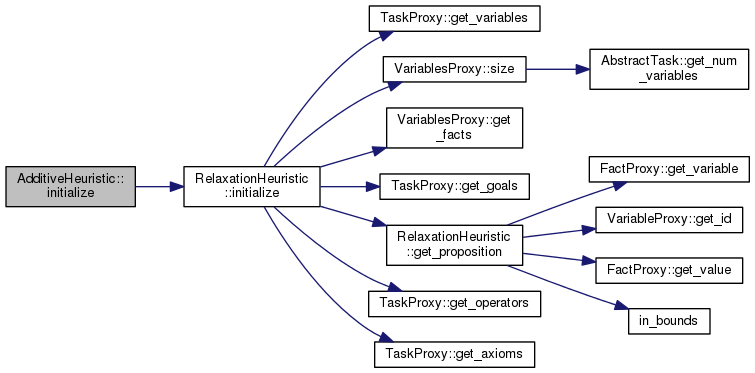 AdditiveHeuristic::
initialize
RelaxationHeuristic
::initialize
TaskProxy::get_variables
VariablesProxy::size
AbstractTask::get_num
_variables
VariablesProxy::get
_facts
TaskProxy::get_goals
RelaxationHeuristic
::get_proposition
FactProxy::get_variable
VariableProxy::get_id
FactProxy::get_value
in_bounds
TaskProxy::get_operators
TaskProxy::get_axioms